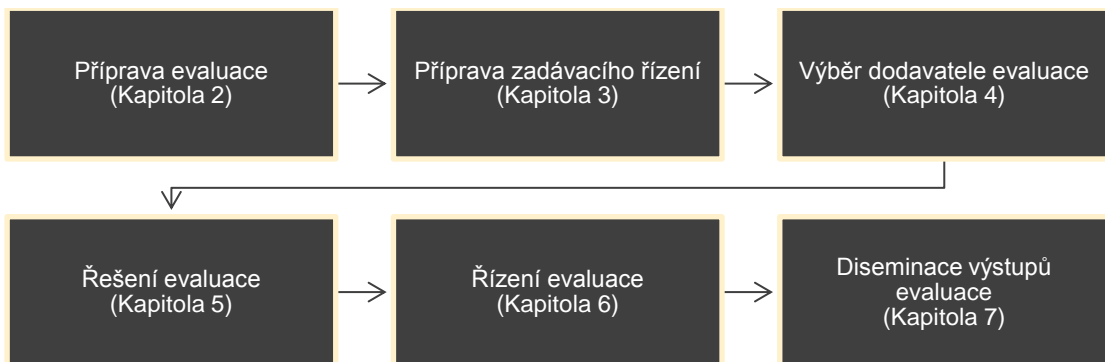 Příprava evaluace
(Kapitola 2)
Příprava zadávacího řízení
(Kapitola 3)
Výběr dodavatele evaluace
(Kapitola 4)
Řešení evaluace
(Kapitola 5)
Řízení evaluace
(Kapitola 6)
Diseminace výstupů
evaluace
(Kapitola 7)